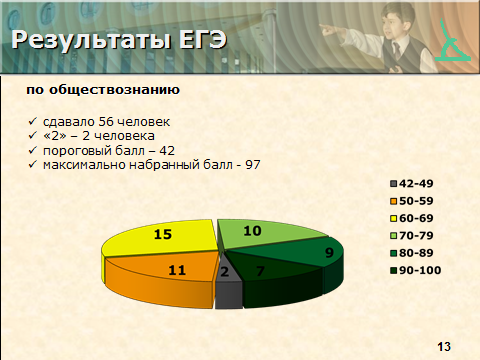 Результаты ЕГЭ
по обществознанию
✓ сдавало 56 человек
✓ «2» – 2 человека
✓ пороговый балл – 42
✓ максимально набранный балл - 97
42-49
50-59
60-69
70-79
80-89
90-100
15
10
9
7
2
11
13